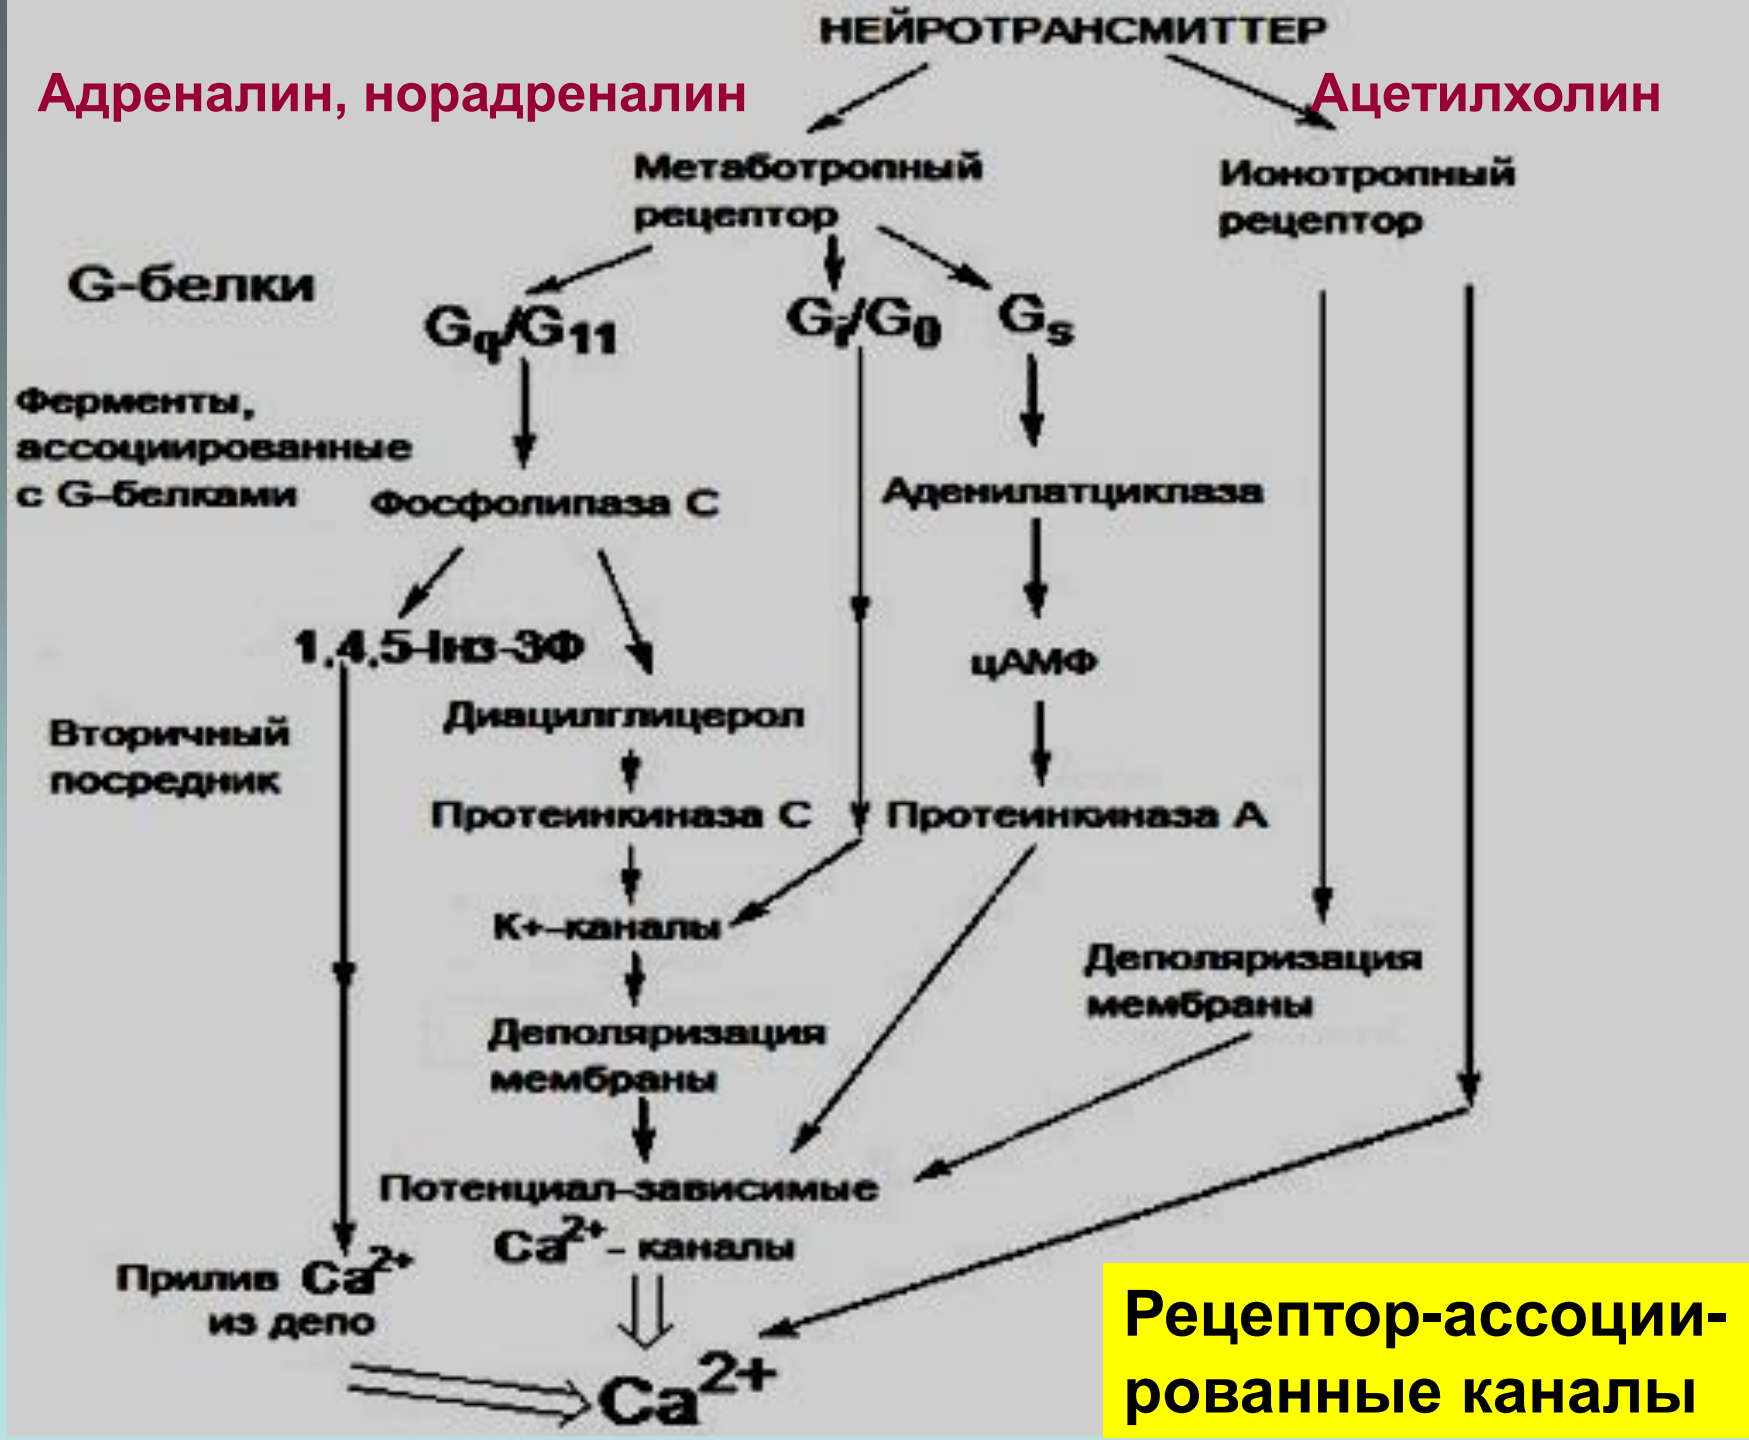 НЕЙРОТРАНСМИТТЕР
Адреналин, норадреналин
Ацетилхолин
Метаботропный
рецептор
Ионотропный
рецептор
G-белки
Gq/G11
Gi/G0
Gs
Ферменты,
ассоциированные
с G-белками
Фосфолипаза С
Аденилатциклаза
1,4,5-Інз-3Ф
цАМФ
Вторичный
посредник
Диацилглицерол
Протеинкиназа С
Протеинкиназа А
К+-каналы
Деполяризация
мембраны
Деполяризация
мембраны
Потенциал-зависимые
Ca2+- каналы
Прилив Ca2+
из депо
Ca2+
Рецептор-ассоции-
рованные каналы